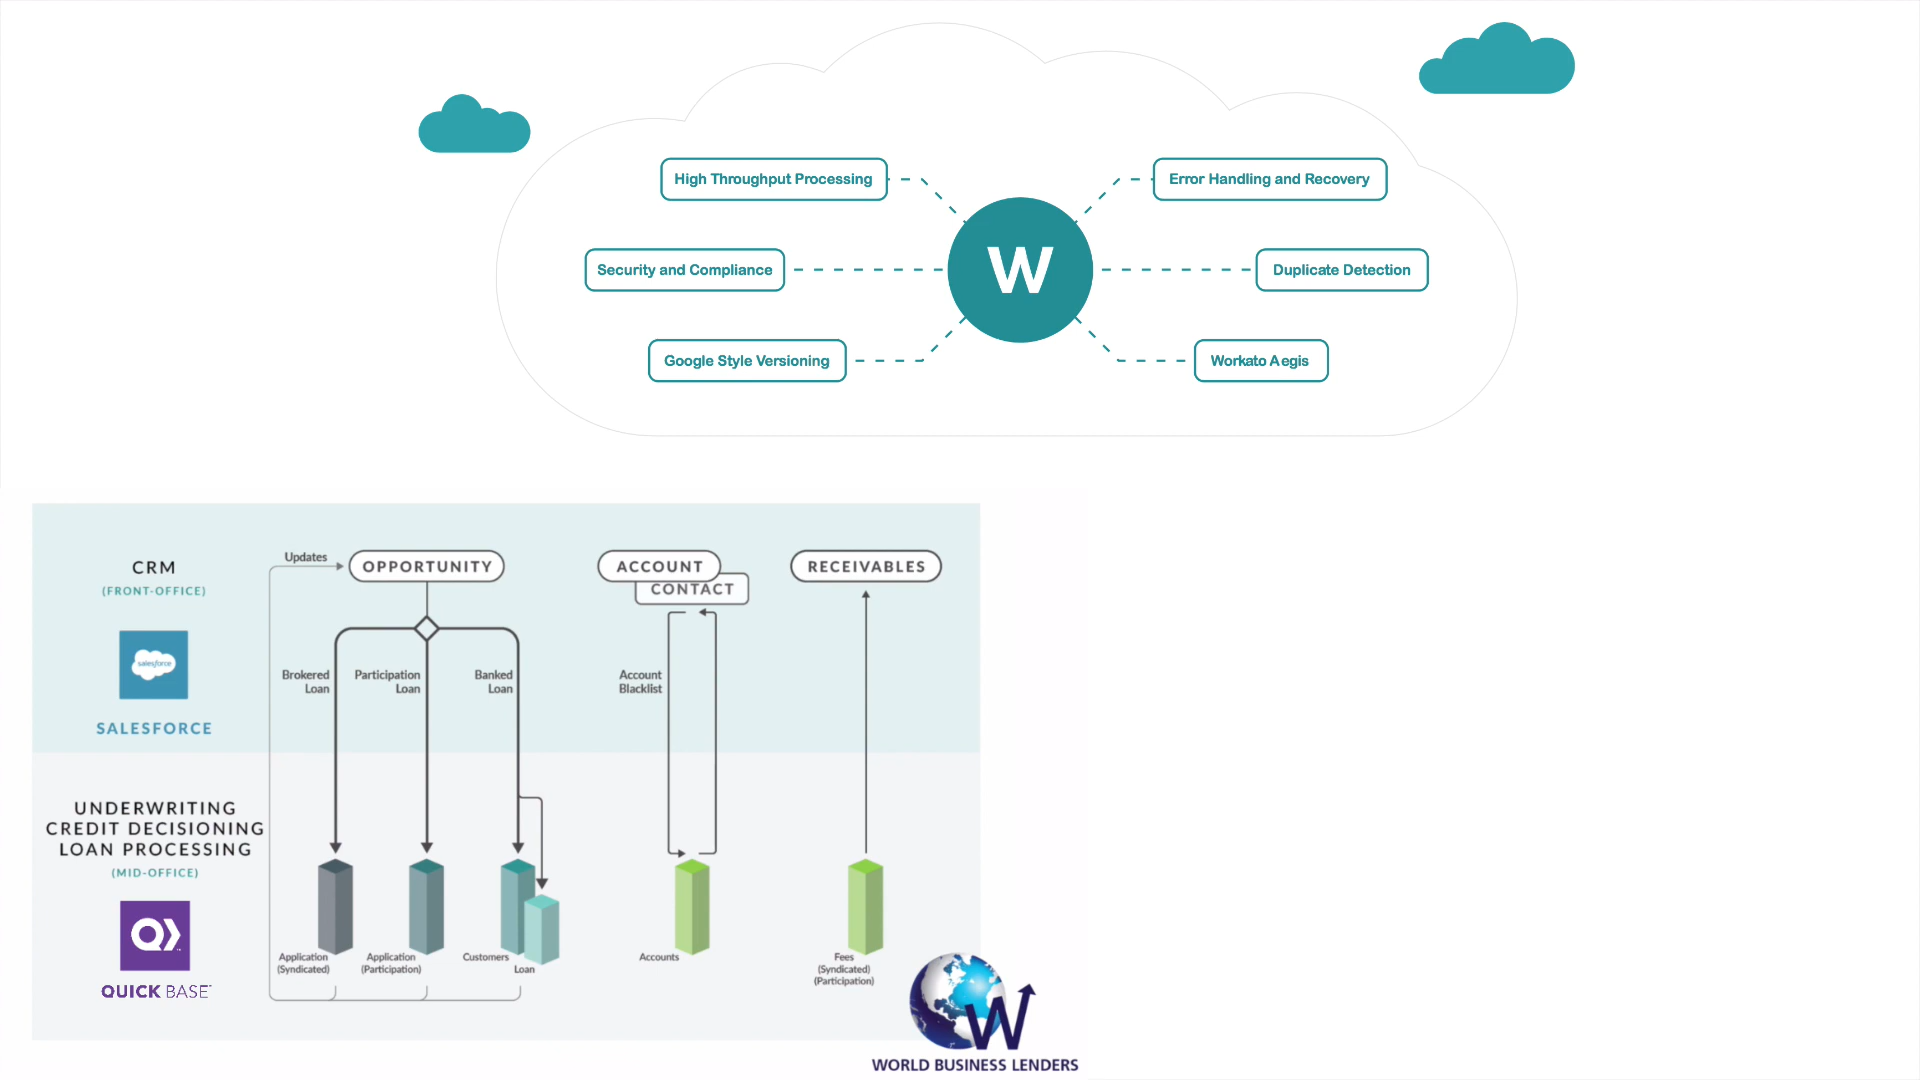 High Throughput Processing
Error Handling and Recovery
W
Security and Compliance
Duplicate Detection
Google Style Versioning
Workato Aegis
CRM
(FRONT-OFFICE)
salesforce
SALESFORCE
Updates
OPPORTUNITY
ACCOUNT
CONTACT
RECEIVABLES
Brokered
Loan
Participation
Loan
Banked
Loan
Account
Blacklist
UNDERWRITING
CREDIT DECISIONING
LOAN PROCESSING
(MID-OFFICE)
QUICK BASE
Application
(Syndicated)
Application
(Participation)
Customers
Loan
Accounts
Fees
(Syndicated)
(Participation)
W
WORLD BUSINESS LENDERS